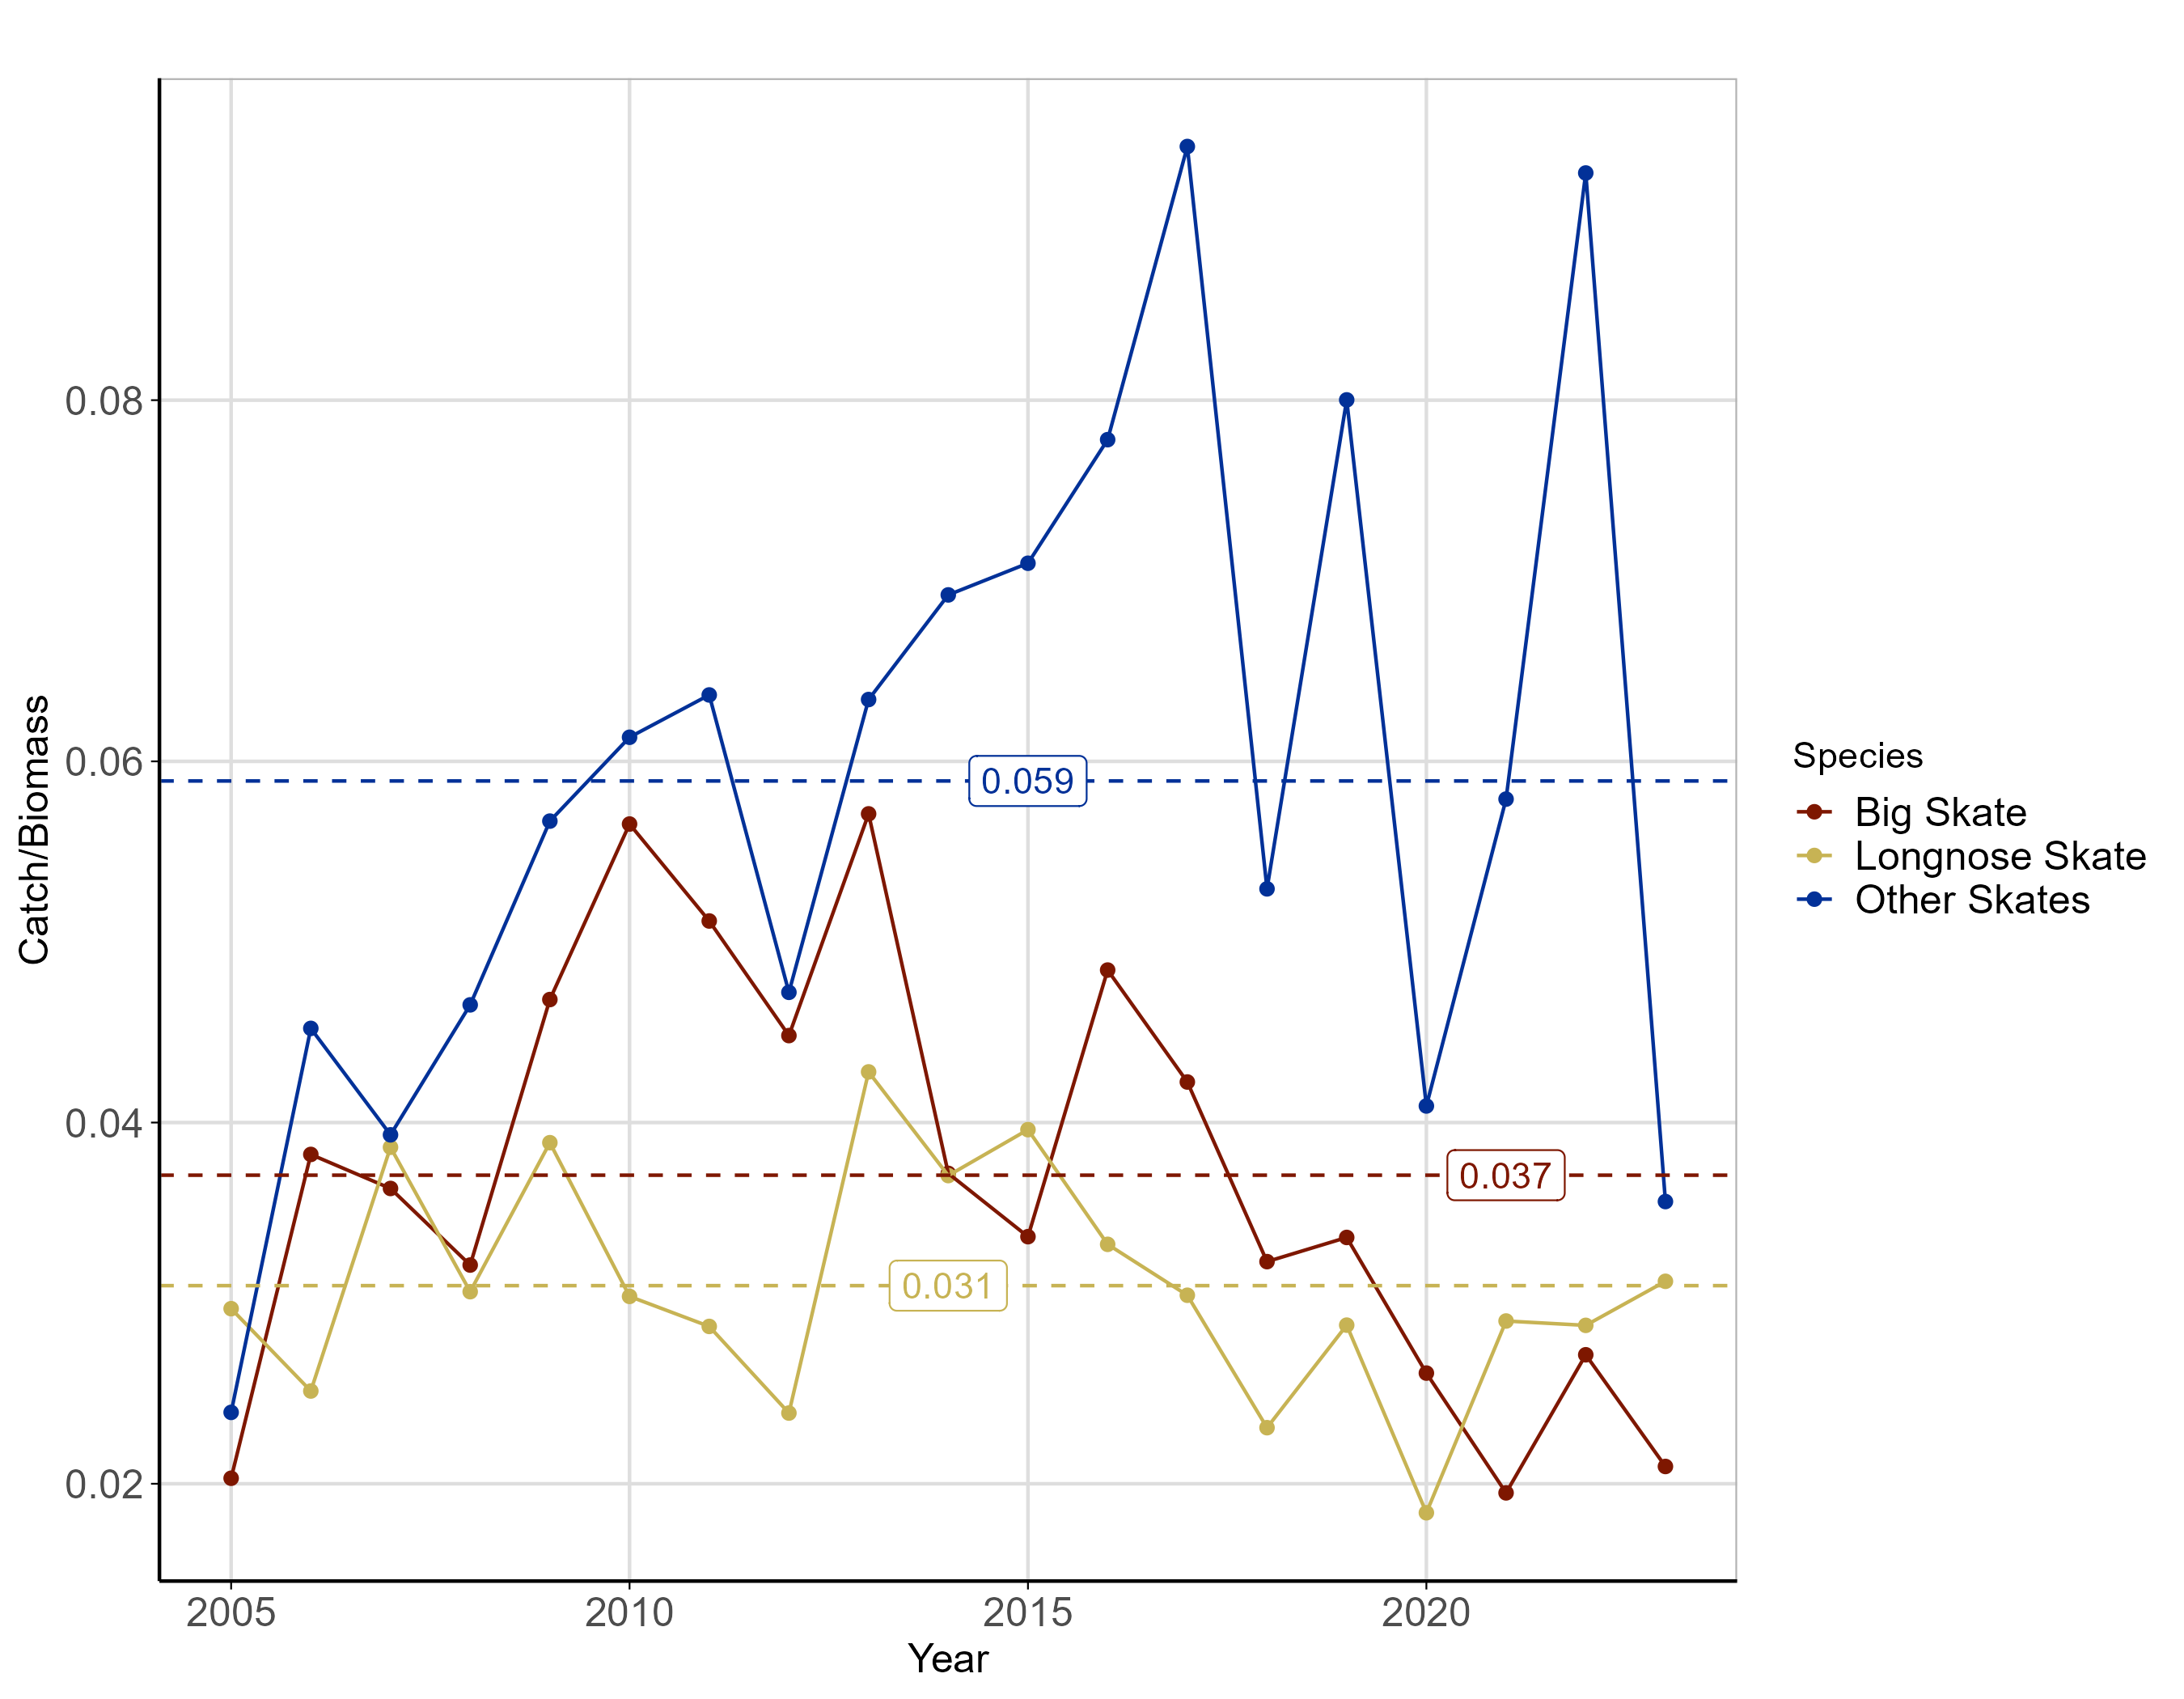 Catch/Biomass
0.08
0.06
0.04
0.02
0.059
0.037
0.031
2005
2010
2015
2020
Year
Species
Big Skate
Longnose Skate
Other Skates